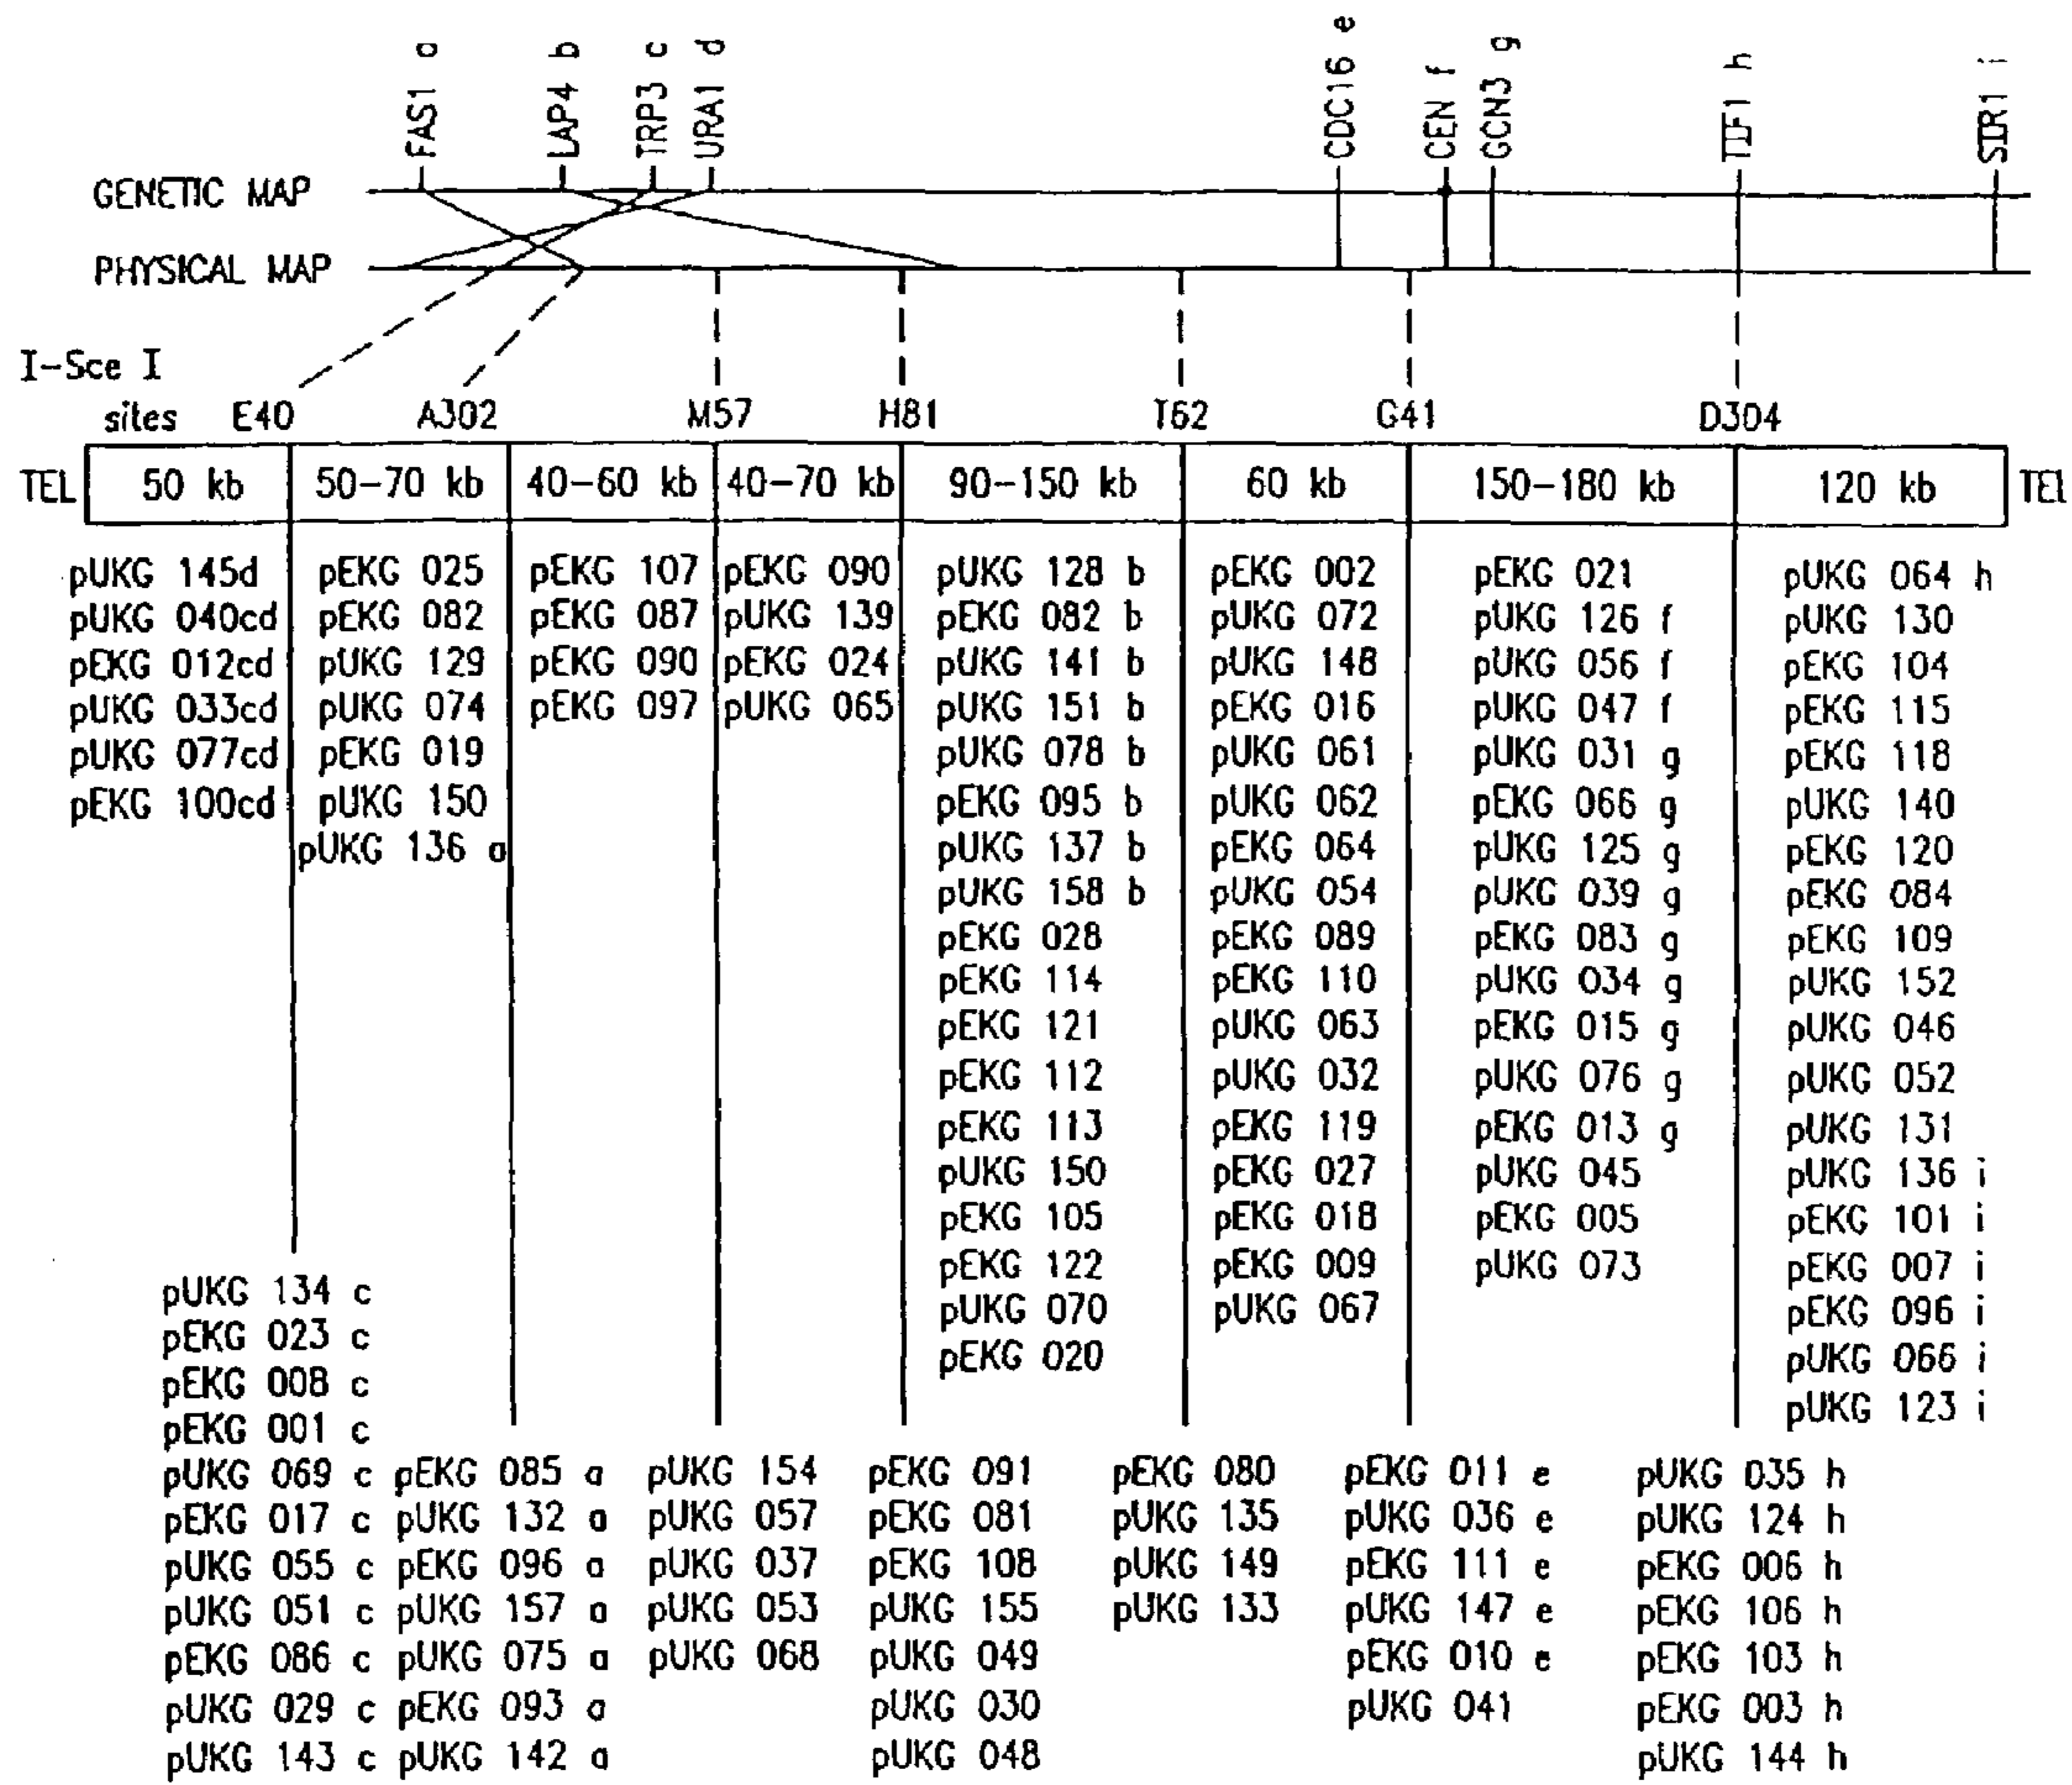 FAS1 a LAP4 b TRP3 c URA1 d CDC16 e CEN f GCN3 g TIF1 h SIR1 i
GENETIC MAP
PHYSICAL MAP
I-Sce I
sites E40 A302 M57 H81 T62 G41 D304
TEL 50 kb 50-70 kb 40-60 kb 40-70 kb 90-150 kb 60 kb 150-180 kb 120 kb TEL
pUKG 145d pEKG 025 pEKG 107 pEKG 090 pUKG 128 b pEKG 002 pEKG 021 pUKG 064 h
pUKG 040cd pEKG 082 pEKG 087 pUKG 139 pEKG 082 b pUKG 072 pUKG 126 f pUKG 130
pEKG 012cd pUKG 129 pEKG 090 pEKG 024 pUKG 141 b pUKG 148 pUKG 056 f pEKG 104
pUKG 033cd pUKG 074 pEKG 097 pUKG 065 pUKG 151 b pEKG 016 pUKG 047 f pEKG 115
pUKG 077cd pEKG 019 pUKG 078 b pUKG 061 pUKG 031 g pEKG 118
pEKG 100cd pUKG 150 pEKG 095 b pUKG 062 pEKG 066 g pUKG 140
pUKG 136 a pUKG 137 b pEKG 064 pUKG 125 g pEKG 120
pUKG 158 b pUKG 054 pUKG 039 g pEKG 084
pEKG 028 pEKG 089 pEKG 083 g pEKG 109
pEKG 114 pEKG 110 pUKG 034 g pUKG 152
pEKG 121 pUKG 063 pEKG 015 g pUKG 046
pEKG 112 pUKG 032 pUKG 076 g pUKG 052
pEKG 113 pEKG 119 pEKG 013 g pUKG 131
pUKG 150 pEKG 027 pUKG 045 pUKG 136 i
pEKG 105 pEKG 018 pEKG 005 pEKG 101 i
pEKG 122 pEKG 009 pUKG 073 pEKG 007 i
pUKG 134 c pUKG 070 pUKG 067 pEKG 096 i
pEKG 023 c pEKG 020 pUKG 066 i
pEKG 008 c pUKG 123 i
pEKG 001 c
pUKG 069 c pEKG 085 a pUKG 154 pEKG 091 pEKG 080 pEKG 011 e pUKG 035 h
pEKG 017 c pUKG 132 a pUKG 057 pEKG 081 pUKG 135 pUKG 036 e pUKG 124 h
pUKG 055 c pEKG 096 a pUKG 037 pEKG 108 pUKG 149 pEKG 111 e pEKG 006 h
pUKG 051 c pUKG 157 a pUKG 053 pUKG 155 pUKG 133 pUKG 147 e pEKG 106 h
pEKG 086 c pUKG 075 a pUKG 068 pUKG 049 pEKG 010 e pEKG 103 h
pUKG 029 c pEKG 093 a pUKG 030 pUKG 041 pEKG 003 h
pUKG 143 c pUKG 142 a pUKG 048 pUKG 144 h